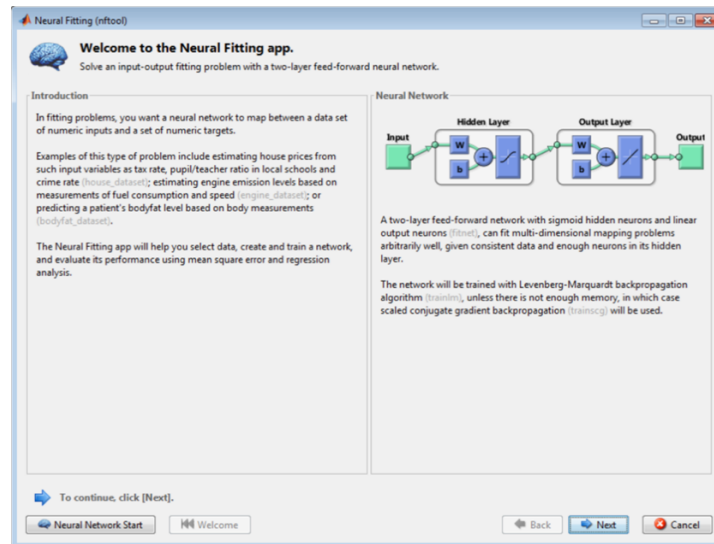 Neural Fitting (nftool)
Welcome to the Neural Fitting app.
Solve an input-output fitting problem with a two-layer feed-forward neural network.
Introduction
In fitting problems, you want a neural network to map between a data set
of numeric inputs and a set of numeric targets.
Examples of this type of problem include estimating house prices from
such input variables as tax rate, pupil/teacher ratio in local schools and
crime rate (house_dataset); estimating engine emission levels based on
measurements of fuel consumption and speed (engine_dataset); or
predicting a patient's bodyfat level based on body measurements
(bodyfat_dataset).
The Neural Fitting app will help you select data, create and train a network,
and evaluate its performance using mean square error and regression
analysis.
Neural Network
Hidden Layer
Output Layer
Input
Output
W
b
+
W
b
+
A two-layer feed-forward network with sigmoid hidden neurons and linear
output neurons (fitnet), can fit multi-dimensional mapping problems
arbitrarily well, given consistent data and enough neurons in its hidden
layer.
The network will be trained with Levenberg-Marquardt backpropagation
algorithm (trainlm), unless there is not enough memory, in which case
scaled conjugate gradient backpropagation (trainscg) will be used.
To continue, click [Next].
Neural Network Start
Welcome
Back
Next
Cancel